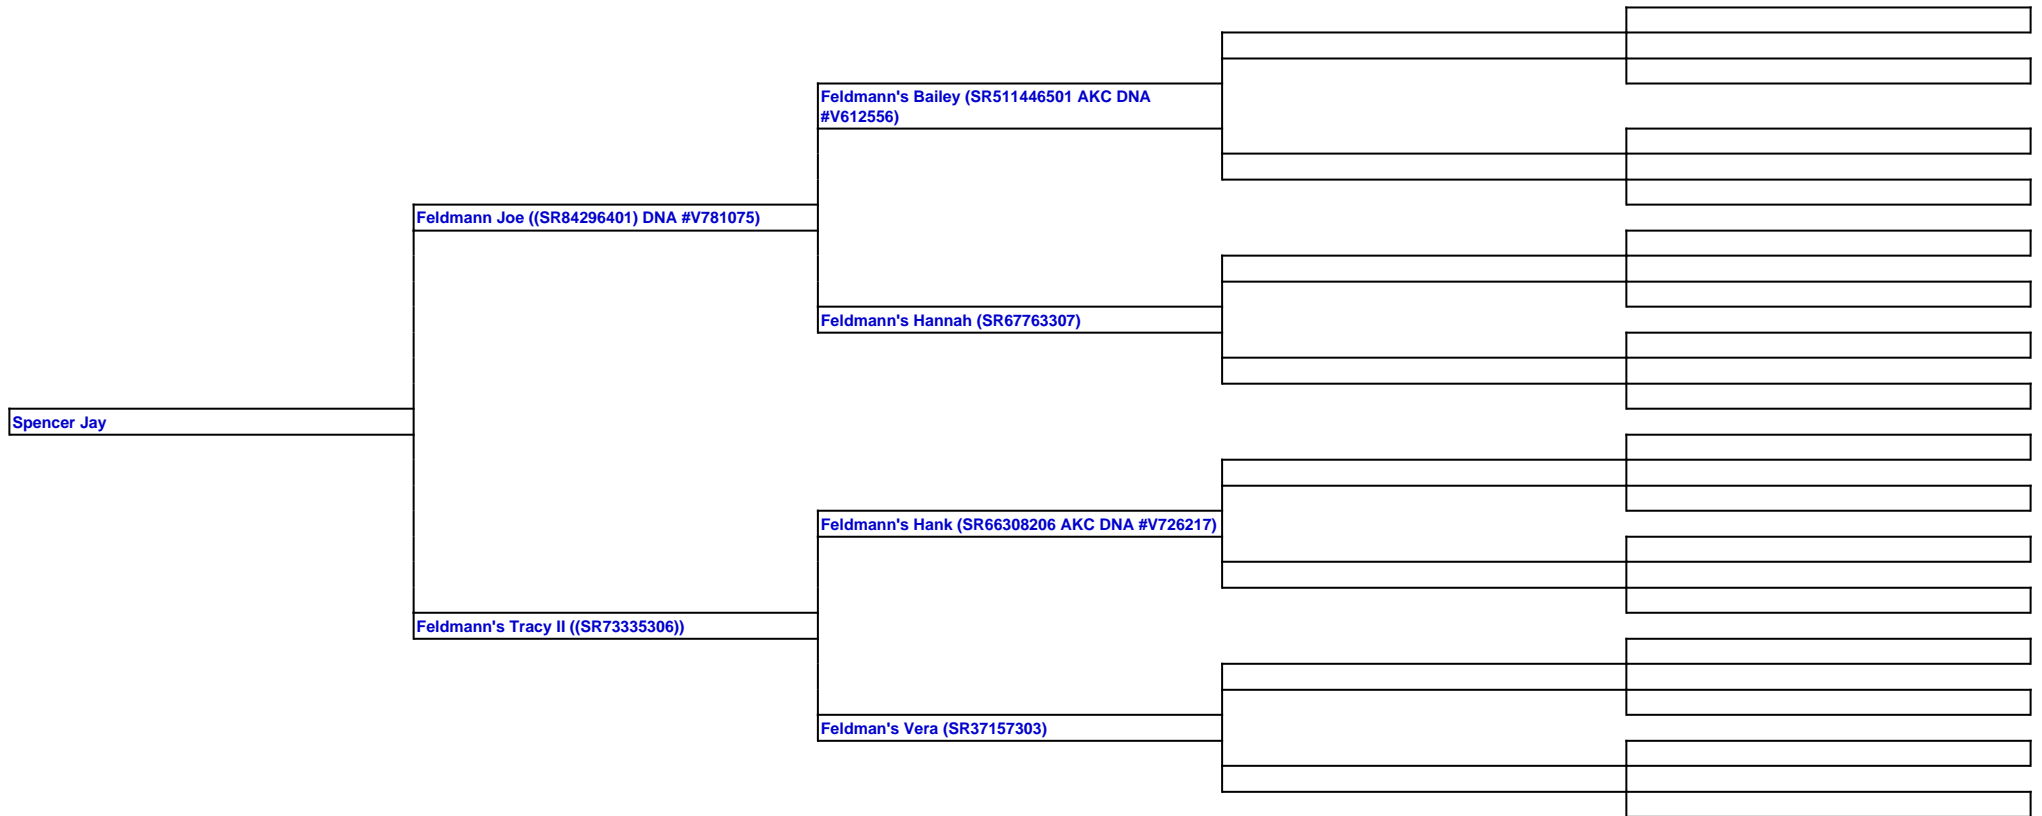 Feldmann's Bailey (SR511446501 AKC DNA
#V612556)
Feldmann Joe ((SR84296401) DNA #V781075)
Feldmann's Hannah (SR67763307)
Spencer Jay
Feldmann's Hank (SR66308206 AKC DNA #V726217)
Feldmann's Tracy II ((SR73335306))
Feldman's Vera (SR37157303)